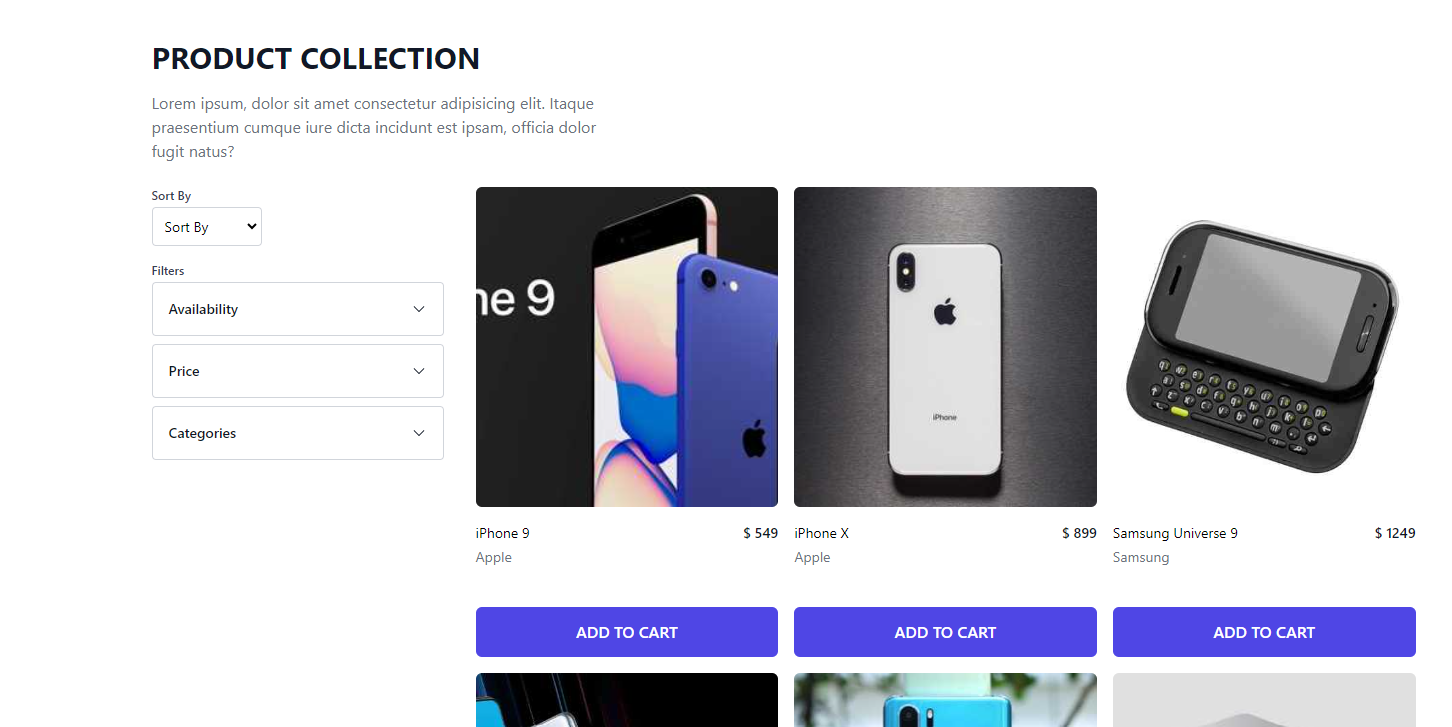 PRODUCT COLLECTION
Lorem ipsum, dolor sit amet consectetur adipisicing elit. Itaque
praesentium cumque iure dicta incidunt est ipsam, officia dolor
fugit natus?
Sort By
Sort By
Filters
Availability
Price
Categories
ne 9
iPhone
iPhone 9
$ 549
Apple
iPhone X
$ 899
Apple
Samsung Universe 9
$ 1249
Samsung
ADD TO CART
ADD TO CART
ADD TO CART